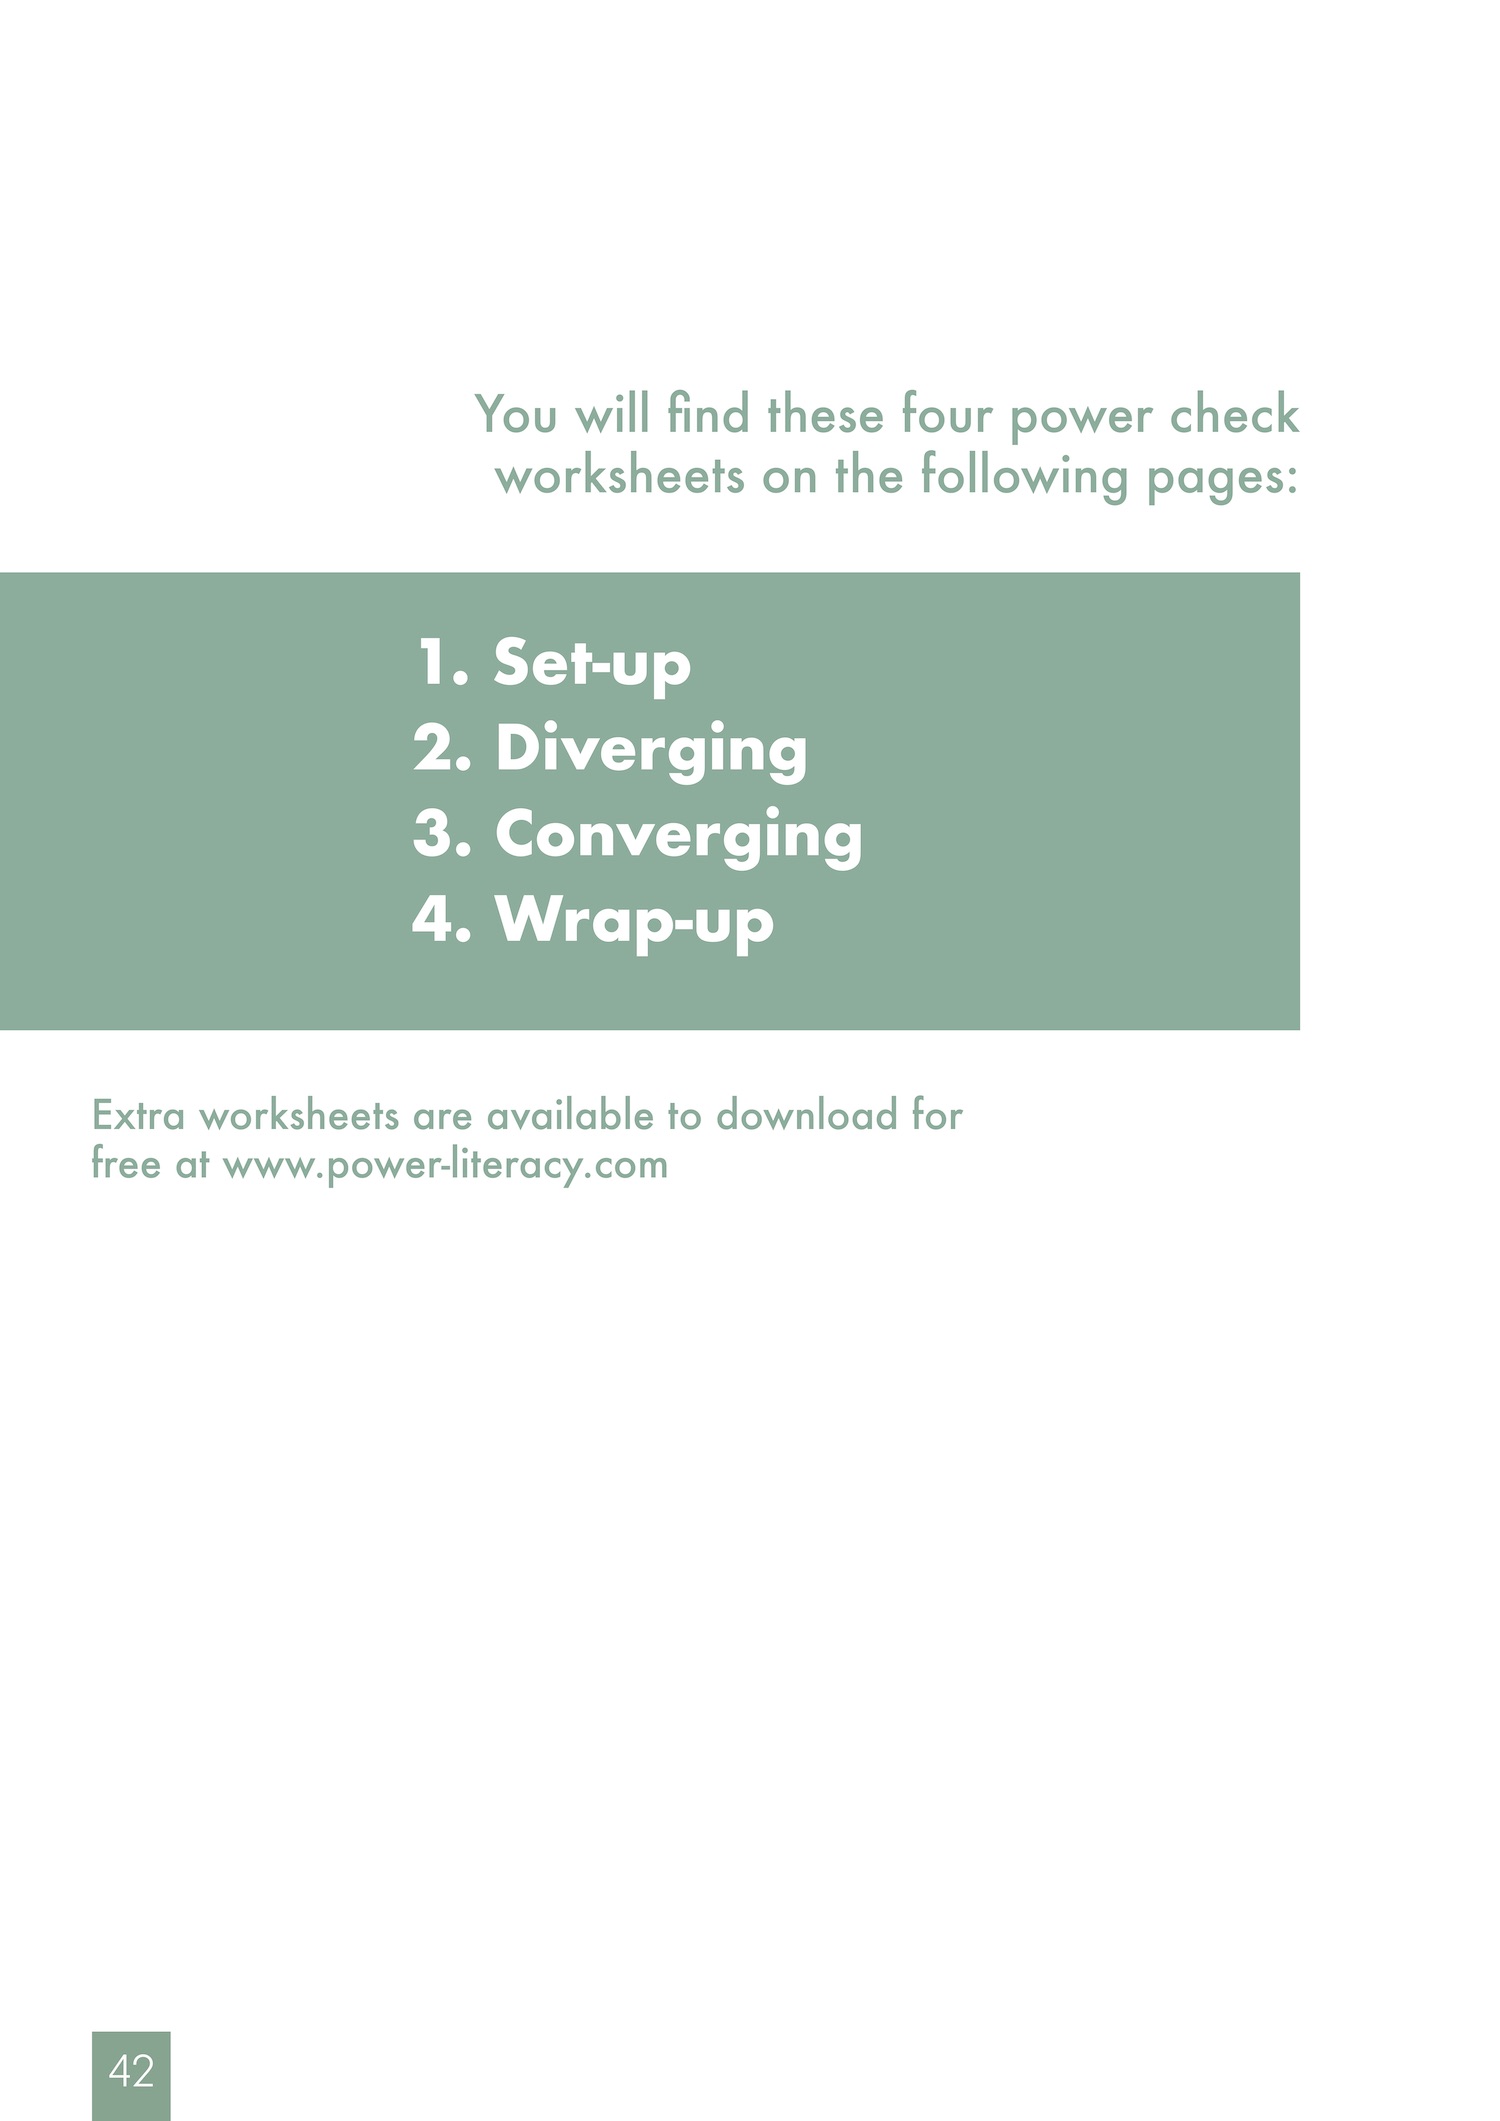 You will find these four power check
worksheets on the following pages:
1. Set-up
2. Diverging
3. Converging
4. Wrap-up
Extra worksheets are available to download for
free at www.power-literacy.com
42